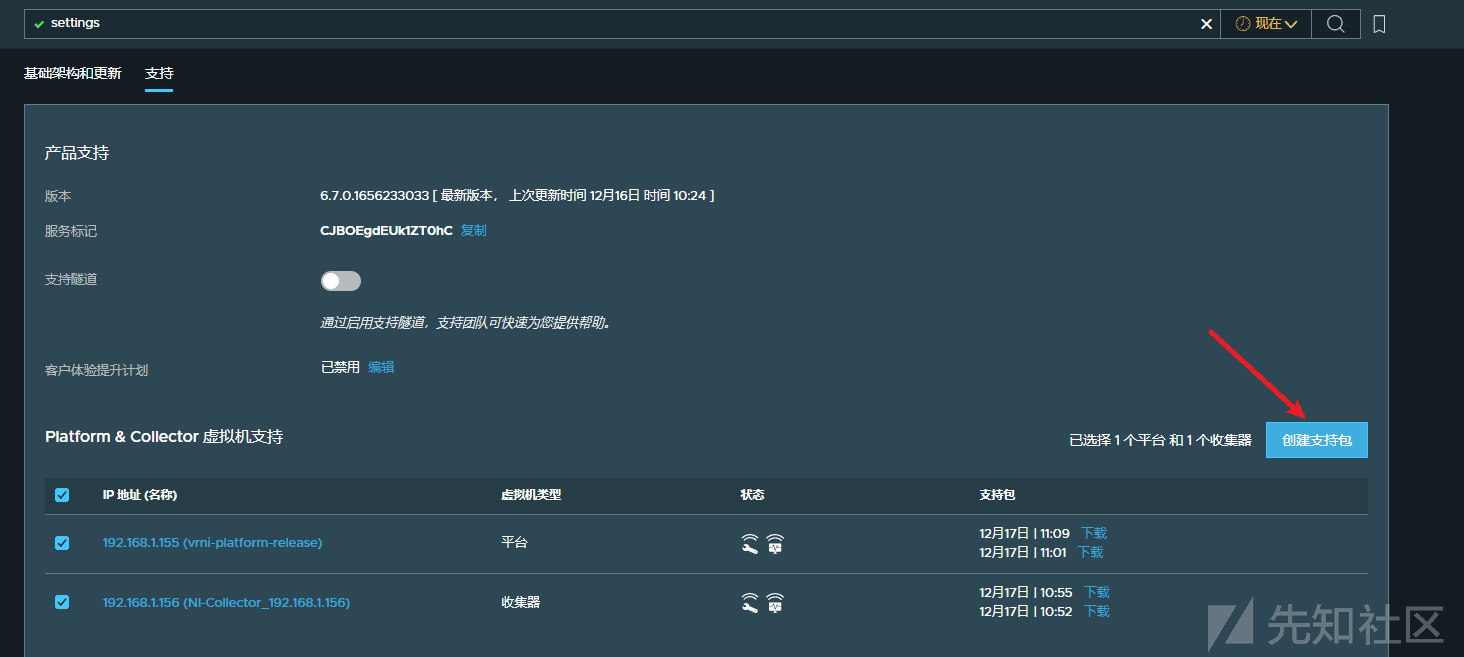 settings
现在
基础架构和更新 支持
产品支持
版本 6.7.0.1656233033 [ 最新版本， 上次更新时间 12月16日 时间 10:24 ]
服务标记 CJBOEgdEUk1ZT0hC 复制
支持隧道
通过启用支持隧道，支持团队可快速为您提供帮助。
客户体验提升计划 已禁用 编辑
Platform & Collector 虚拟机支持 已选择 1 个平台 和 1 个收集器 创建支持包
IP 地址 (名称) 虚拟机类型 状态 支持包
192.168.1.155 (vrni-platform-release) 平台 12月17日 | 11:09 下载
12月17日 | 11:01 下载
192.168.1.156 (NI-Collector_192.168.1.156) 收集器 12月17日 | 10:55 下载
12月17日 | 10:52 下载
先知社区